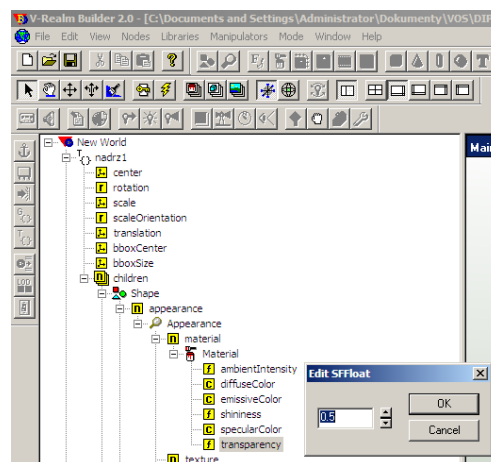 V-Realm Builder 2.0 - [C:\Documents and Settings\Administrator\Dokumenty\VOS\DIP
File Edit View Nodes Libraries Manipulators Mode Window Help
New World
Mai
T{} nadrz1
center
r rotation
scale
r scaleOrientation
translation
bboxCenter
bboxSize
n children
Shape
n appearance
Appearance
n material
Material
f ambientIntensity
C diffuseColor
C emissiveColor
f shininess
C specularColor
f transparency
n texture
Edit SFFloat
0.5
OK
Cancel
G{}
T{}
LOD